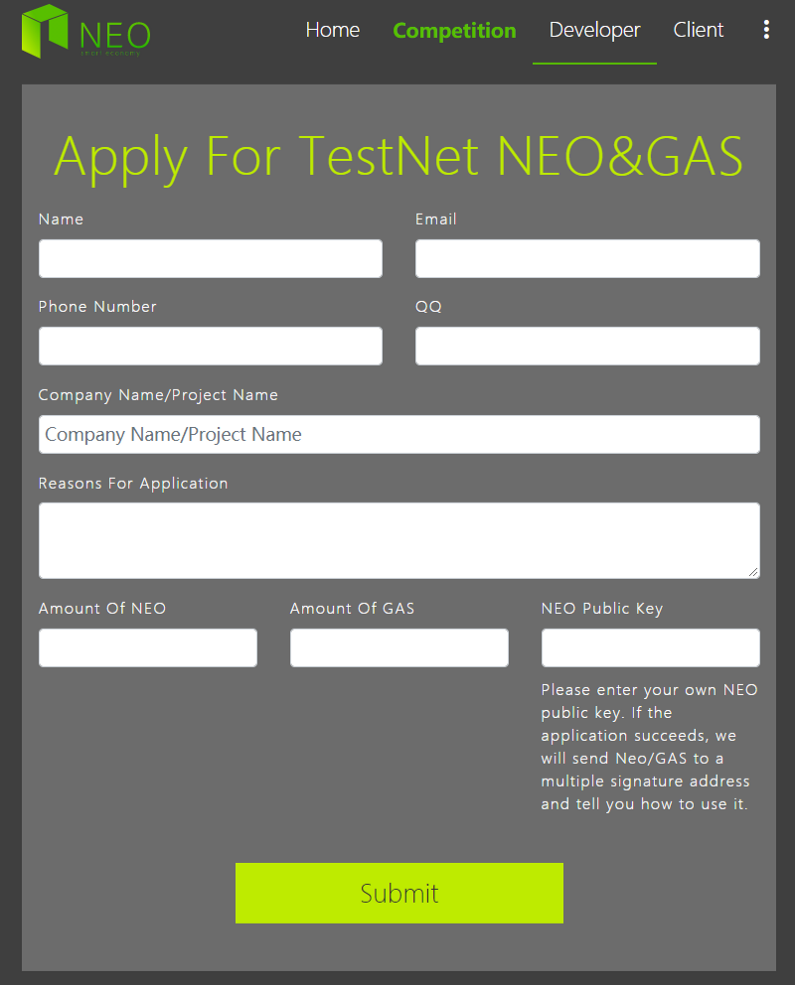 NEO
smart economy
Home Competition Developer Client
Apply For TestNet NEO&GAS
Name Email
Phone Number QQ
Company Name/Project Name
Company Name/Project Name
Reasons For Application
Amount Of NEO Amount Of GAS NEO Public Key
Please enter your own NEO
public key. If the
application succeeds, we
will send Neo/GAS to a
multiple signature address
and tell you how to use it.
Submit